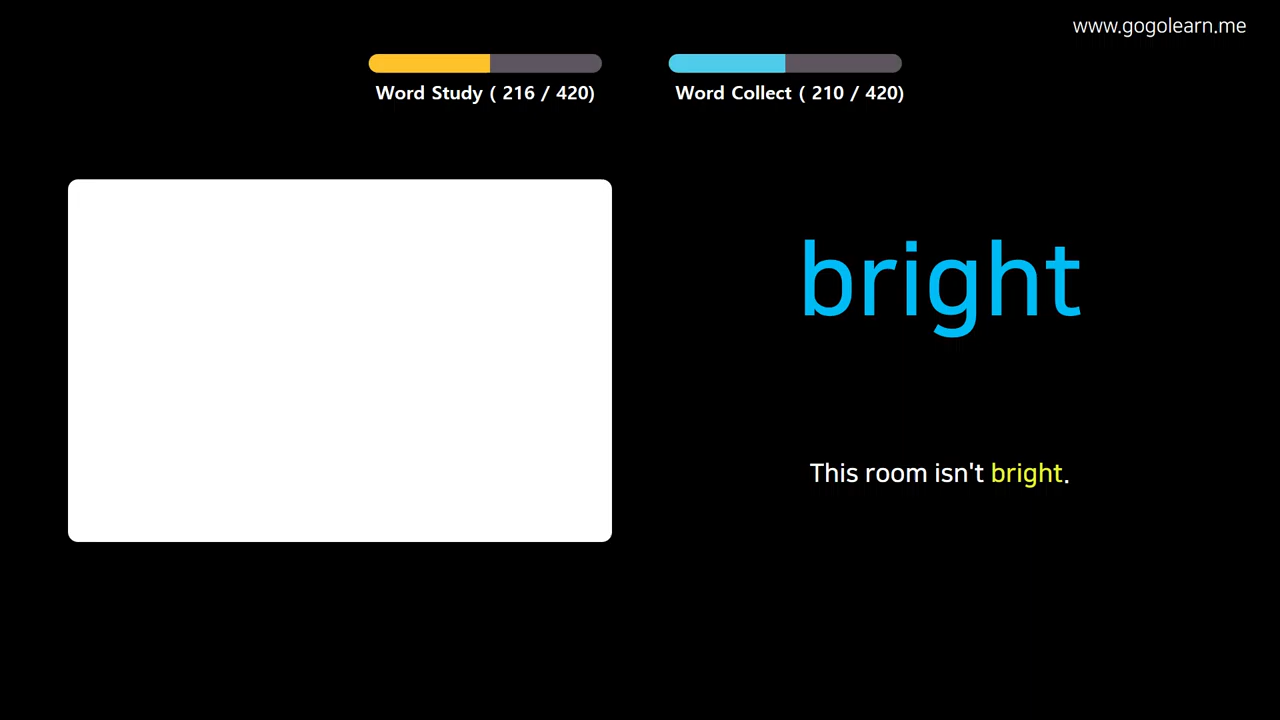 www.gogolearn.me
Word Study ( 216 / 420)
Word Collect ( 210 / 420)
bright
This room isn't bright.